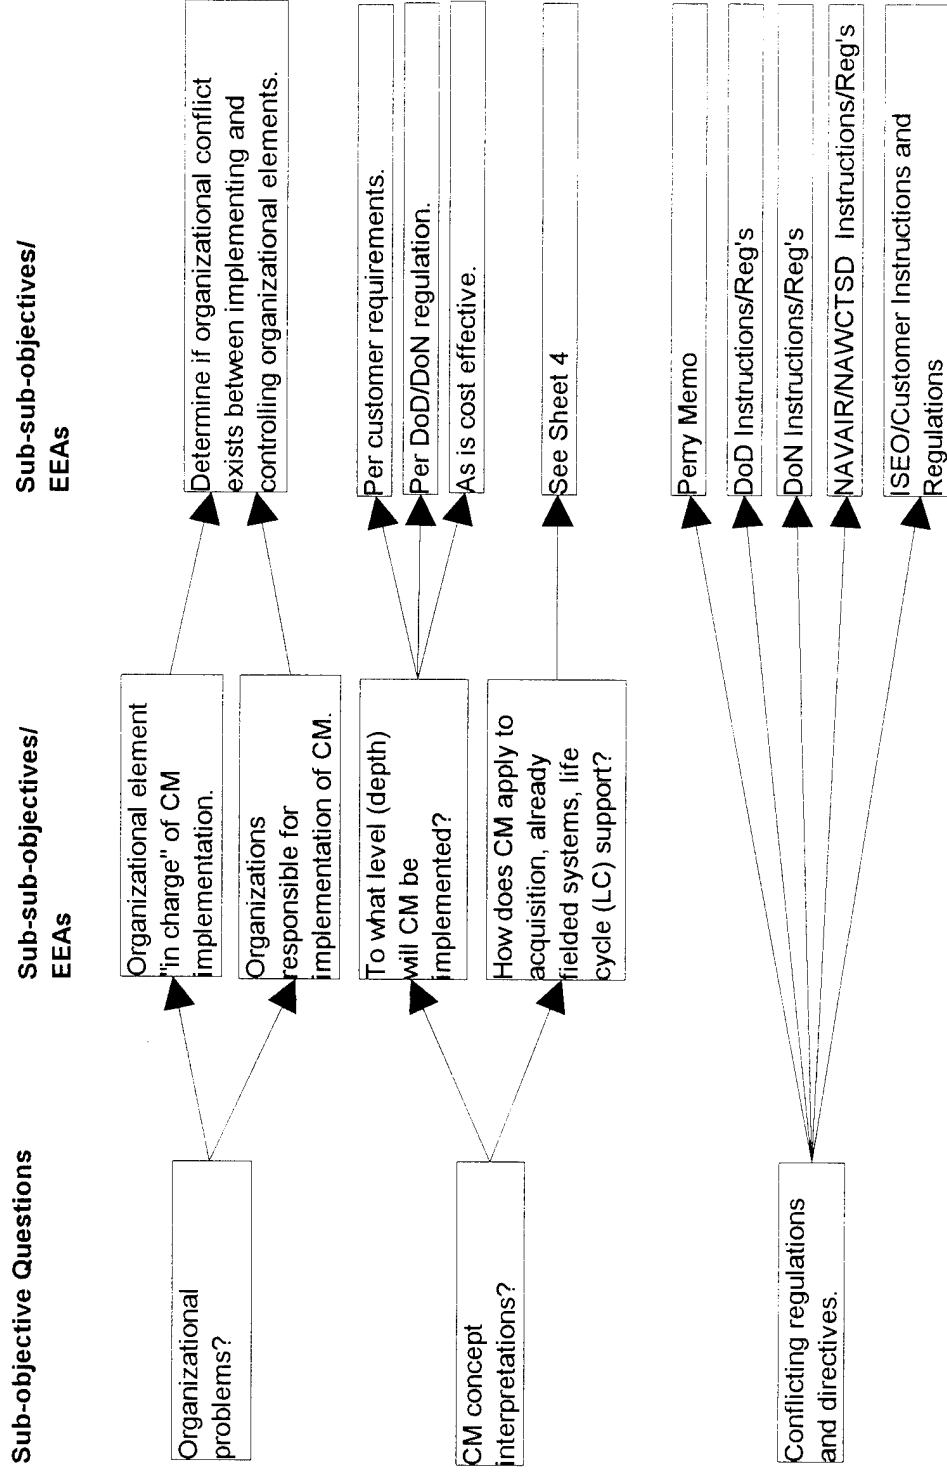 Sub-objective Questions
Sub-sub-objectives/
EEAs
Sub-sub-objectives/
EEAs
Organizational
problems?
Organizational element
"in charge" of CM
implementation.
Organizations
responsible for
implementation of CM.
Determine if organizational conflict
exists between implementing and
controlling organizational elements.
CM concept
interpretations?
To what level (depth)
will CM be
implemented?
How does CM apply to
acquisition, already
fielded systems, life
cycle (LC) support?
Per customer requirements.
Per DoD/DoN regulation.
As is cost effective.
See Sheet 4
Conflicting regulations
and directives.
Perry Memo
DoD Instructions/Reg's
DoN Instructions/Reg's
NAVAIR/NAWCTSD Instructions/Reg's
ISEO/Customer Instructions and
Regulations